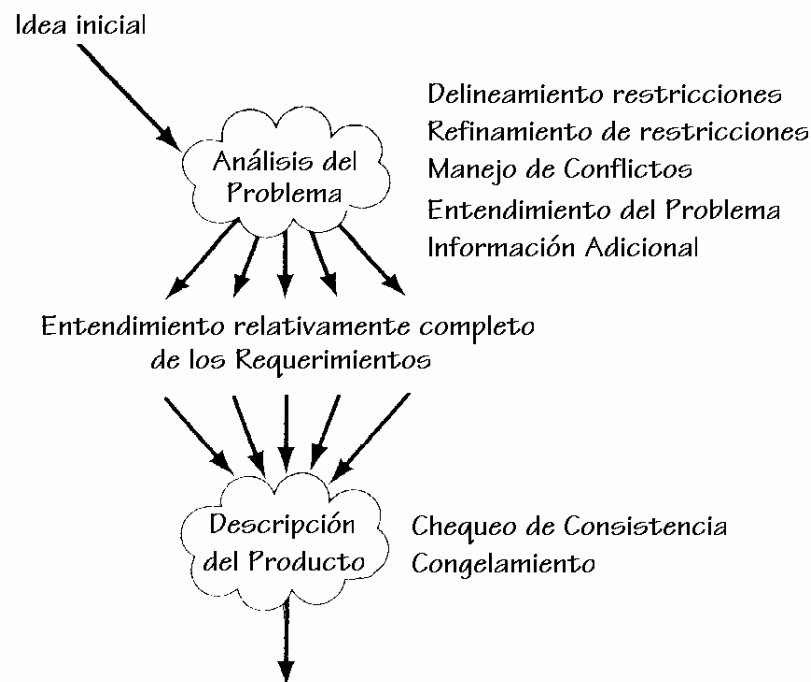 Idea inicial
Análisis del
Problema
Delineamiento restricciones
Refinamiento de restricciones
Manejo de Conflictos
Entendimiento del Problema
Información Adicional
Entendimiento relativamente completo
de los Requerimientos
Descripción
del Producto
Chequeo de Consistencia
Congelamiento